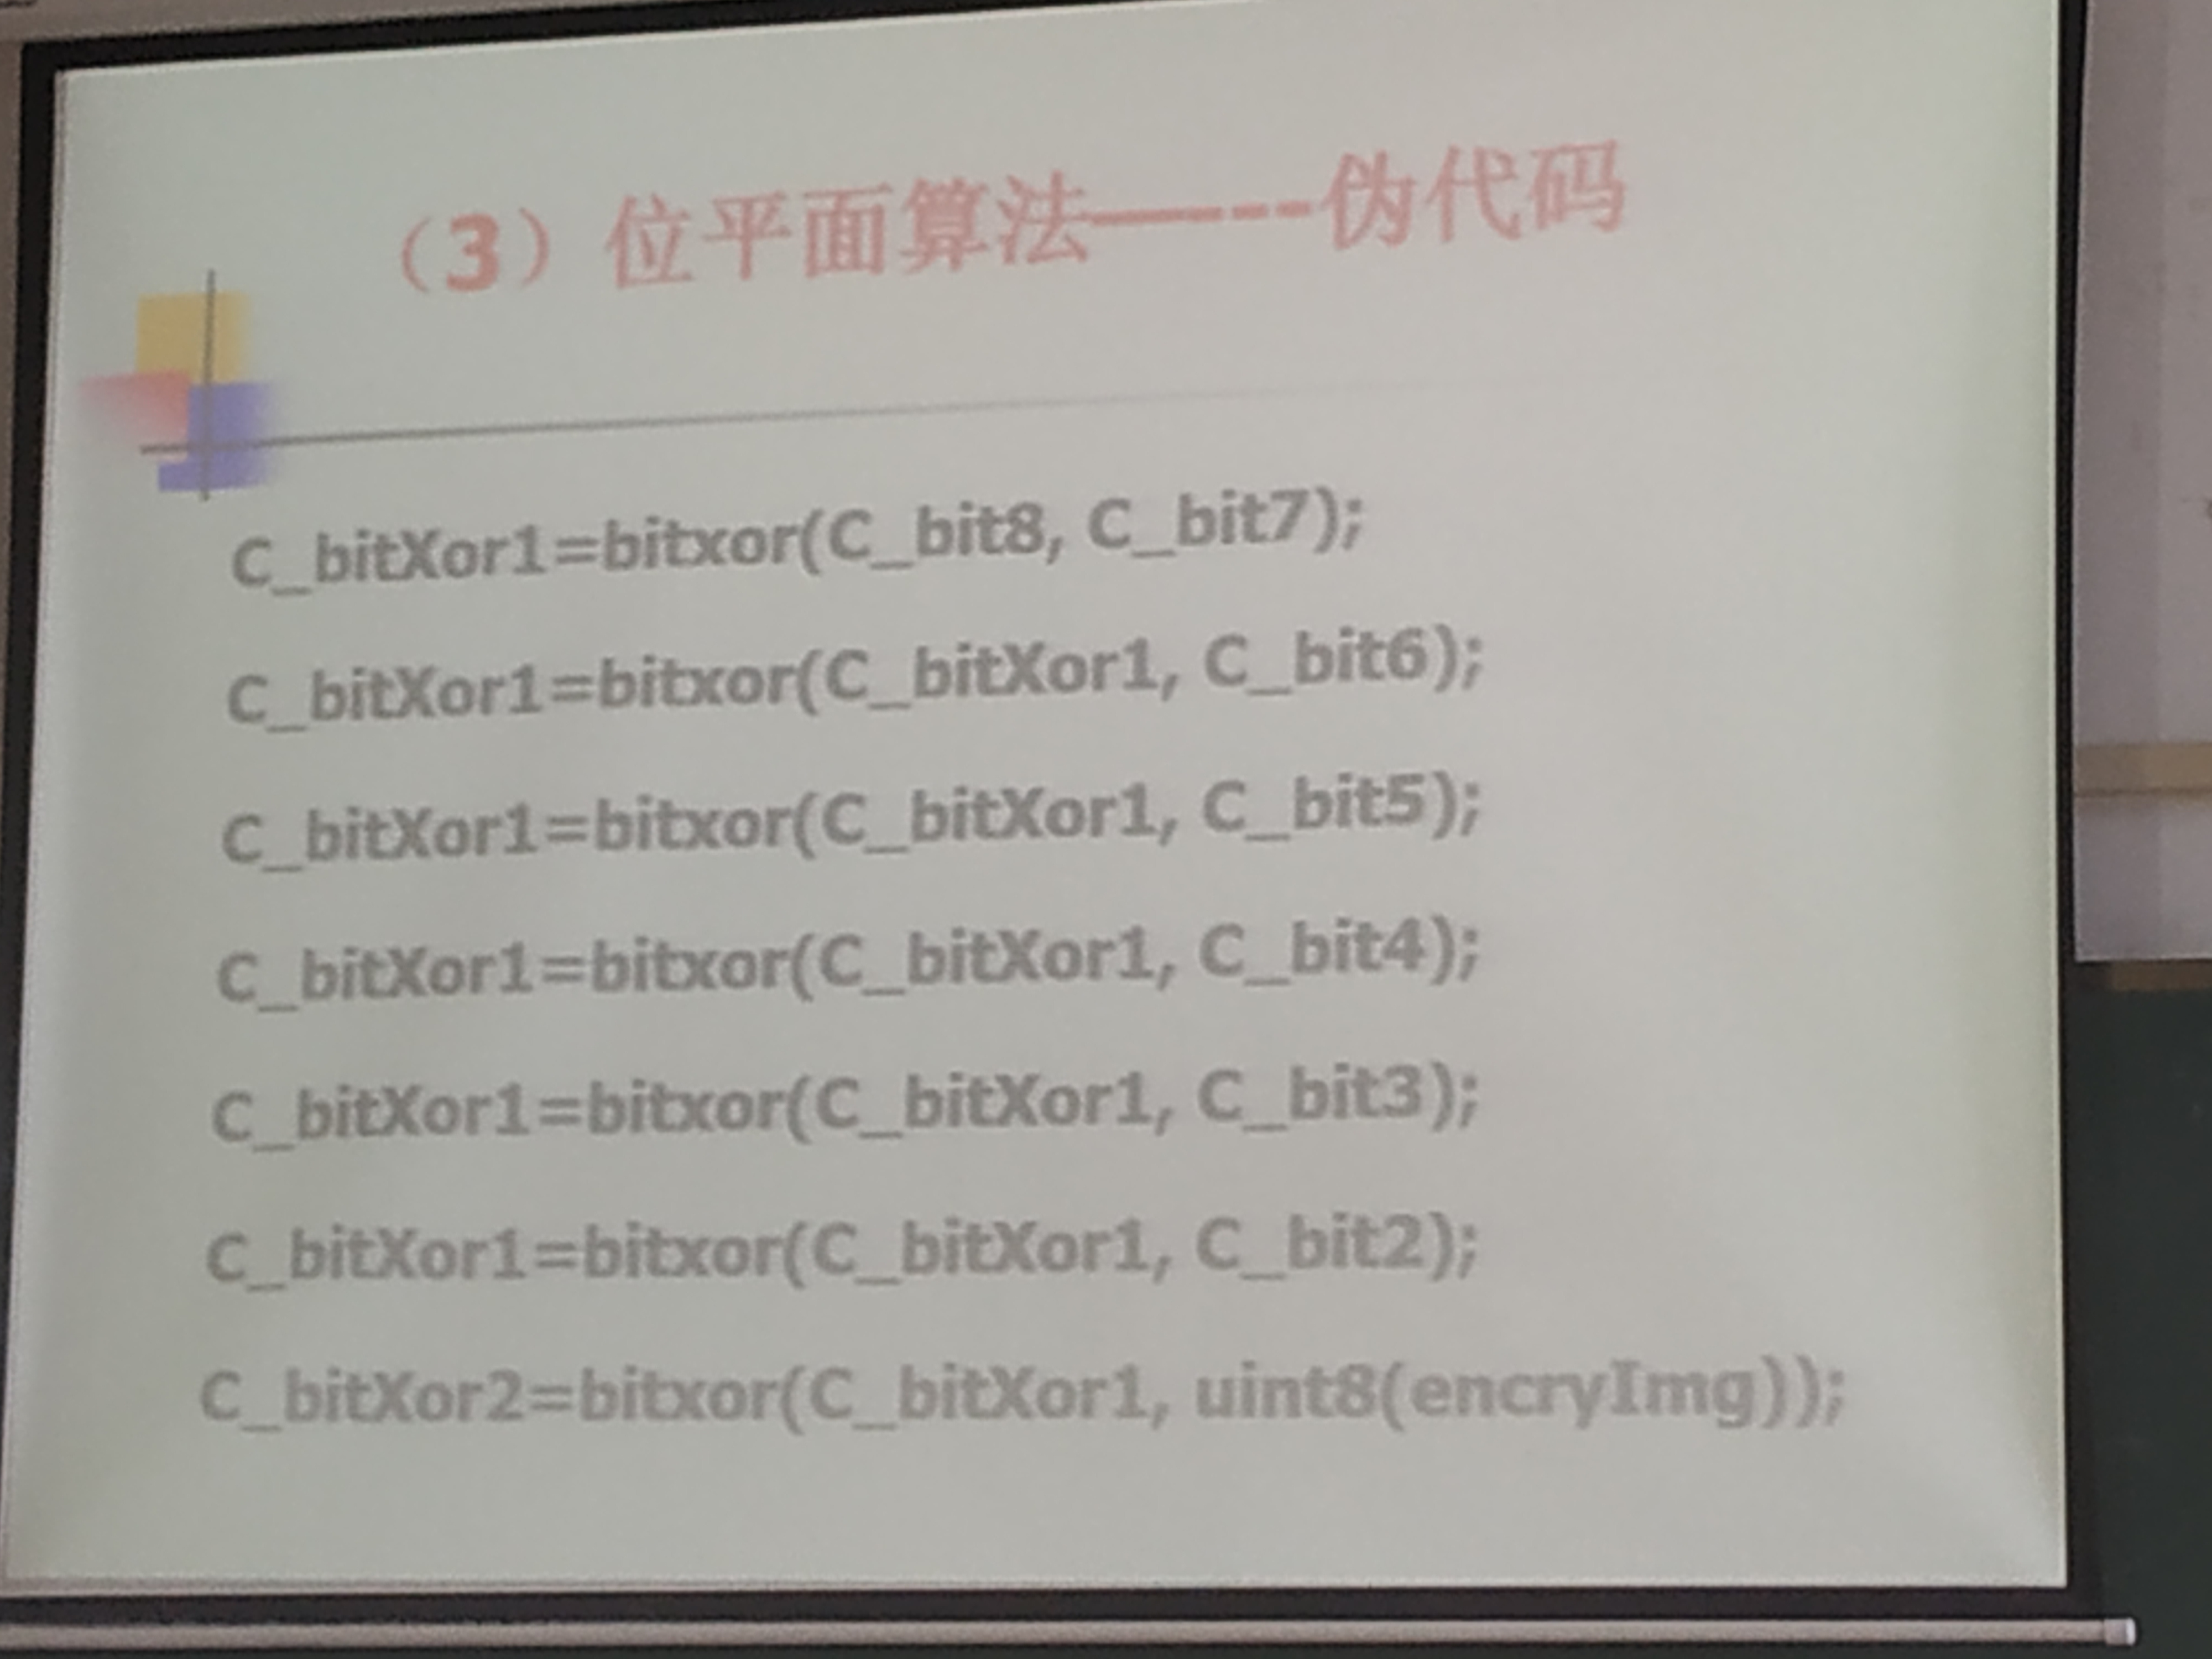 （3）位平面算法——---伪代码
C_bitXor1=bitxor(C_bit8, C_bit7);
C_bitXor1=bitxor(C_bitXor1, C_bit6);
C_bitXor1=bitxor(C_bitXor1, C_bit5);
C_bitXor1=bitxor(C_bitXor1, C_bit4);
C_bitXor1=bitxor(C_bitXor1, C_bit3);
C_bitXor1=bitxor(C_bitXor1, C_bit2);
C_bitXor2=bitxor(C_bitXor1, uint8(encryImg));